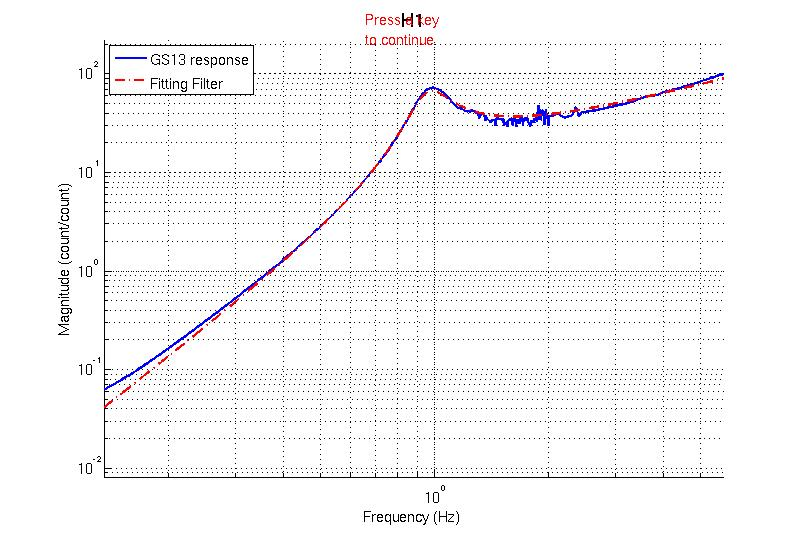 Press a key
H1
to continue.
GS13 response
Fitting Filter
10^2
10^1
10^0
10^-1
10^-2
Magnitude (count/count)
10^0
Frequency (Hz)